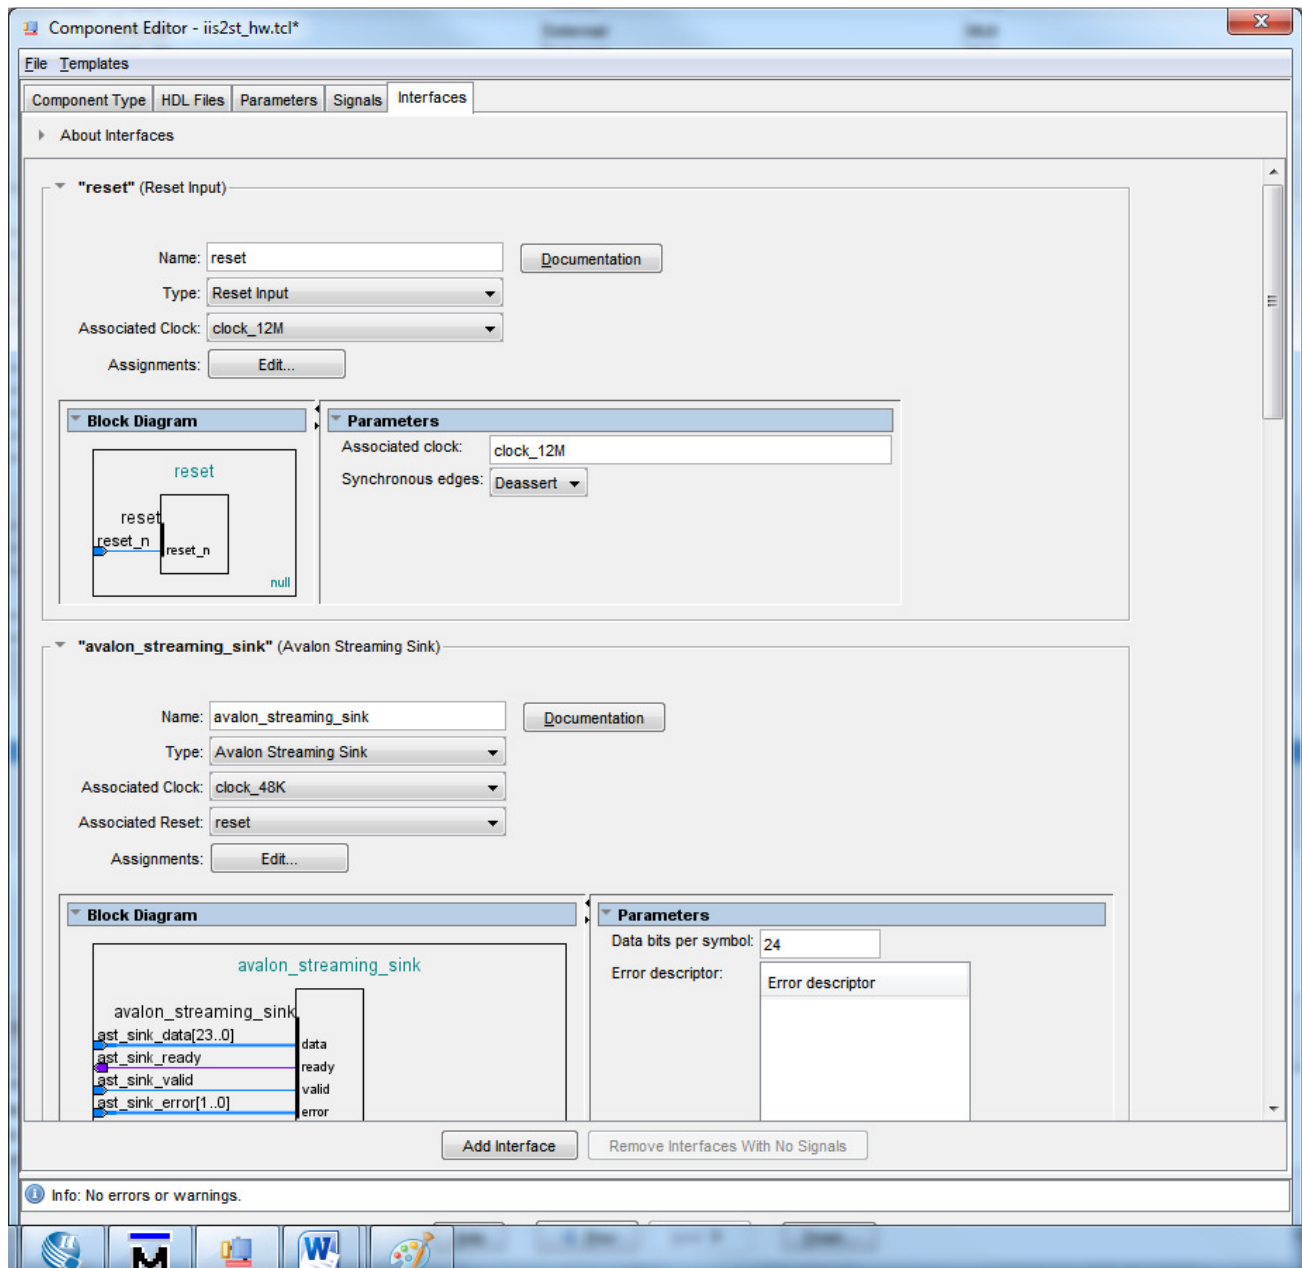 Component Editor - iis2st_hw.tcl*
File Templates
Component Type HDL Files Parameters Signals Interfaces
About Interfaces
"reset" (Reset Input)
Name: reset Documentation
Type: Reset Input
Associated Clock: clock_12M
Assignments: Edit...
Block Diagram
reset
reset
reset_n
reset_n
null
Parameters
Associated clock: clock_12M
Synchronous edges: Deassert
"avalon_streaming_sink" (Avalon Streaming Sink)
Name: avalon_streaming_sink Documentation
Type: Avalon Streaming Sink
Associated Clock: clock_48K
Associated Reset: reset
Assignments: Edit...
Block Diagram
avalon_streaming_sink
avalon_streaming_sink
ast_sink_data[23..0]
data
ast_sink_ready
ready
ast_sink_valid
valid
ast_sink_error[1..0]
error
Parameters
Data bits per symbol: 24
Error descriptor:
Error descriptor
Add Interface Remove Interfaces With No Signals
Info: No errors or warnings.